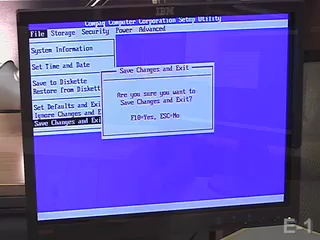 IBM
Compaq Computer Corporation Setup Utility
File Storage Security Power Advanced
System Information
Set Time and Date
Save to Diskette
Restore from Diskett
Set Defaults and Exi
Ignore Changes and E
Save Changes and Exi
Save Changes and Exit
Are you sure you want to
Save Changes and Exit?
F10=Yes, ESC=No
E-1